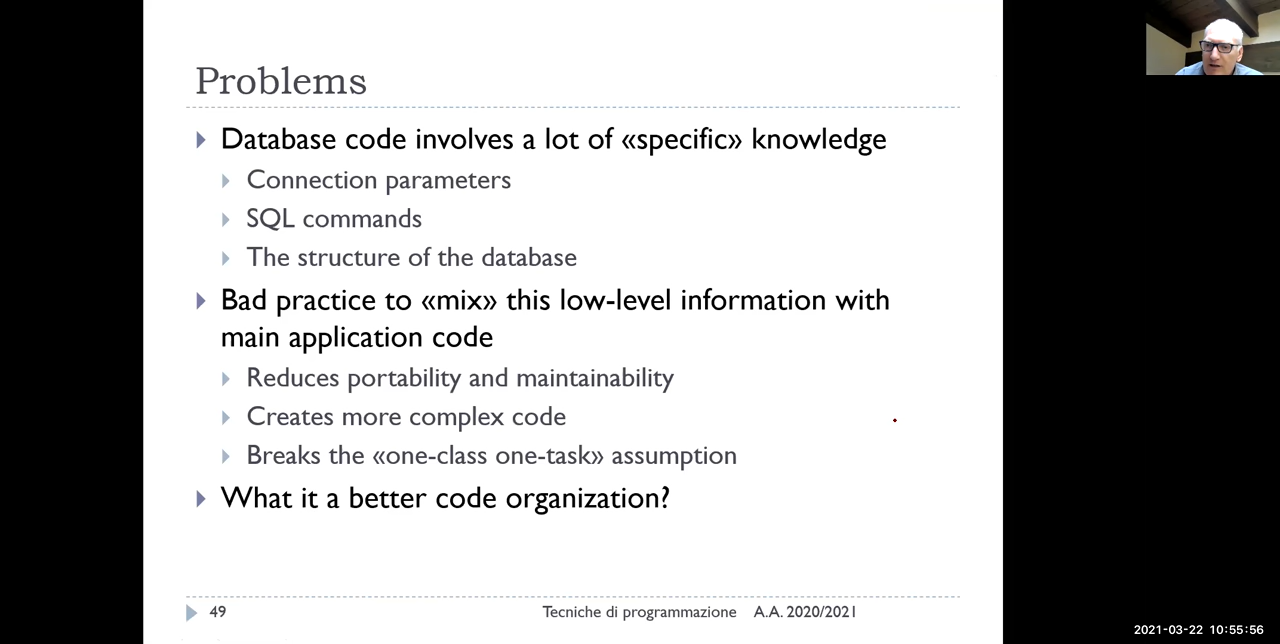 Problems
Database code involves a lot of «specific» knowledge
Connection parameters
SQL commands
The structure of the database
Bad practice to «mix» this low-level information with
main application code
Reduces portability and maintainability
Creates more complex code
Breaks the «one-class one-task» assumption
What it a better code organization?
49 Tecniche di programmazione A.A. 2020/2021
2021-03-22 10:55:56